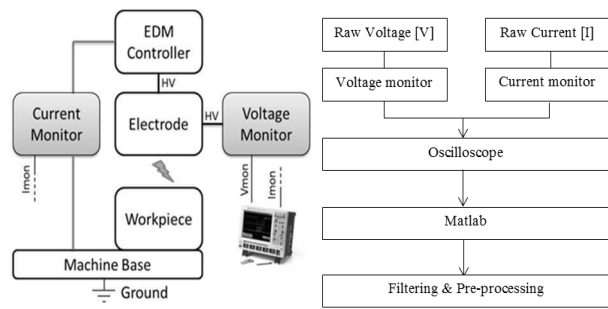 EDM
Controller
HV
Current
Monitor
Electrode
HV
Voltage
Monitor
Imon
Vmon
Imon
Workpiece
Machine Base
Ground
Raw Voltage [V]
Raw Current [I]
Voltage monitor
Current monitor
Oscilloscope
Matlab
Filtering & Pre-processing